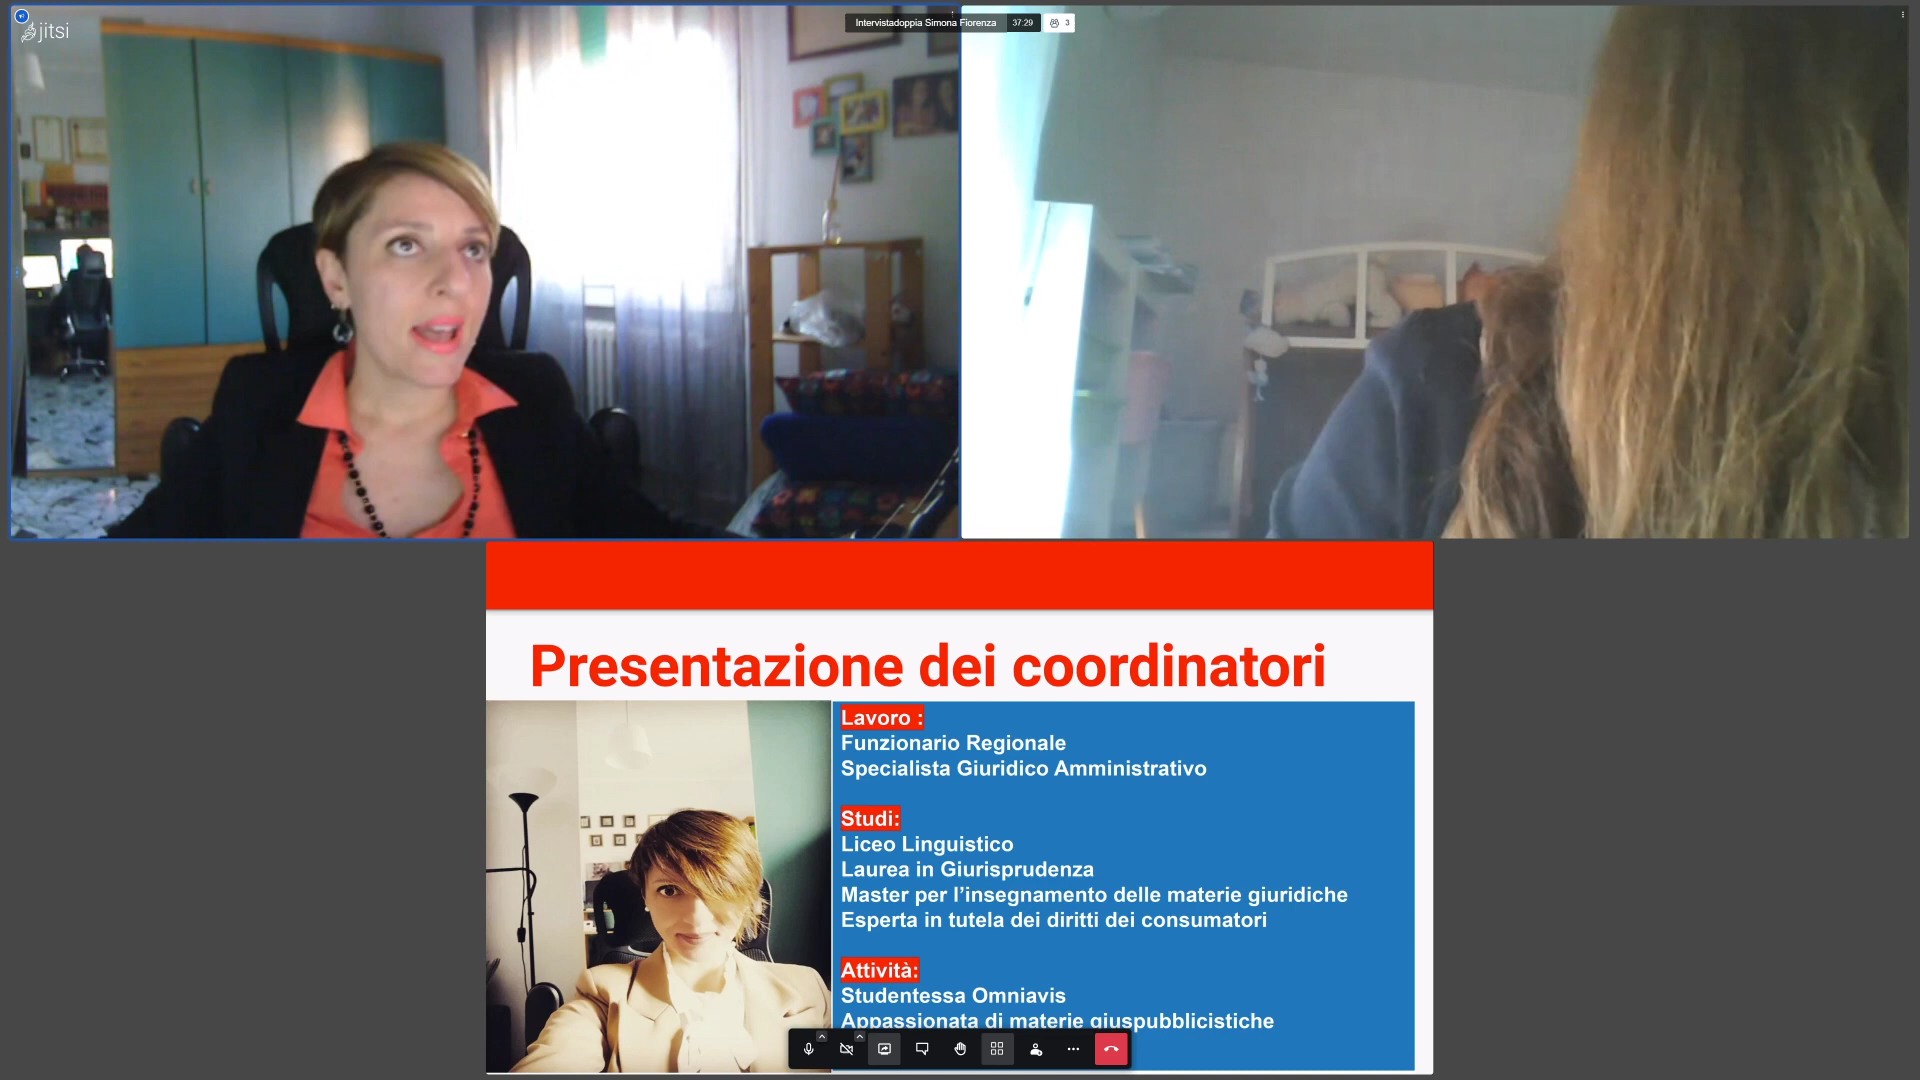 jitsi
Intervistadoppia Simona Fiorenza 37:29 3
Presentazione dei coordinatori
Lavoro :
Funzionario Regionale
Specialista Giuridico Amministrativo
Studi:
Liceo Linguistico
Laurea in Giurisprudenza
Master per l’insegnamento delle materie giuridiche
Esperta in tutela dei diritti dei consumatori
Attività:
Studentessa Omniavis
Appassionata di materie giuspubblicistiche